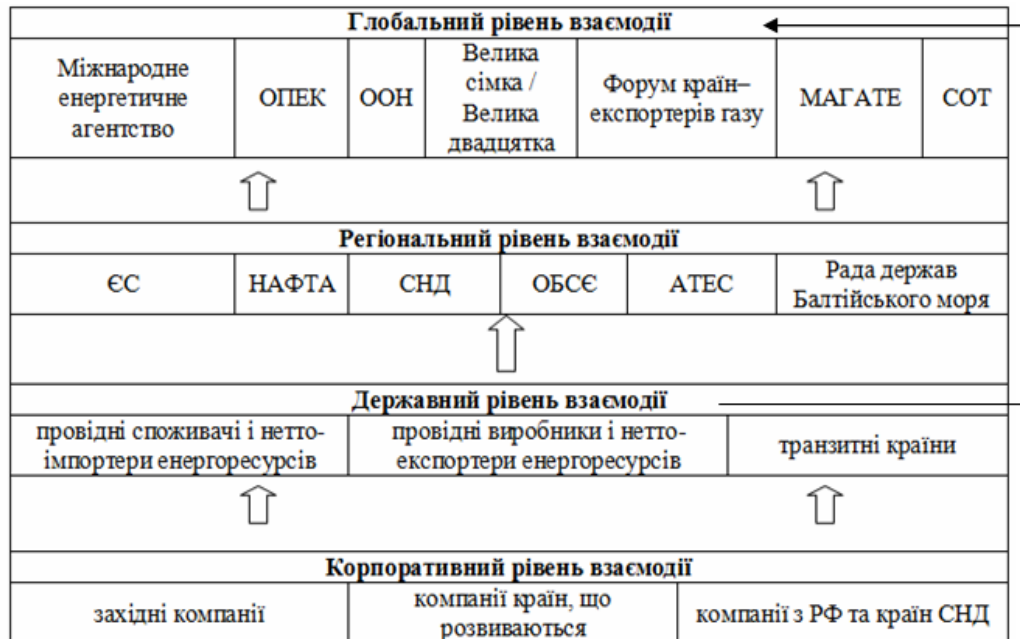 Глобальний рівень взаємодії
Міжнародне
енергетичне
агентство
ОПЕК
ООН
Велика
сімка /
Велика
двадцятка
Форум країн–
експортерів газу
МАГАТЕ
СОТ
Регіональний рівень взаємодії
ЄС
НАФТА
СНД
ОБСЄ
АТЕС
Рада держав
Балтійського моря
Державний рівень взаємодії
провідні споживачі і нетто-
імпортери енергоресурсів
провідні виробники і нетто-
експортери енергоресурсів
транзитні країни
Корпоративний рівень взаємодії
західні компанії
компанії країн, що
розвиваються
компанії з РФ та країн СНД